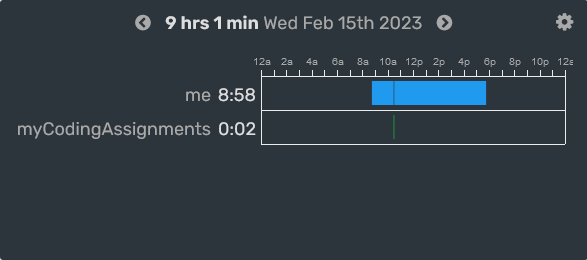 9 hrs 1 min Wed Feb 15th 2023
12a 2a 4a 6a 8a 10a 12p 2p 4p 6p 8p 10p 12a
me 8:58
myCodingAssignments 0:02